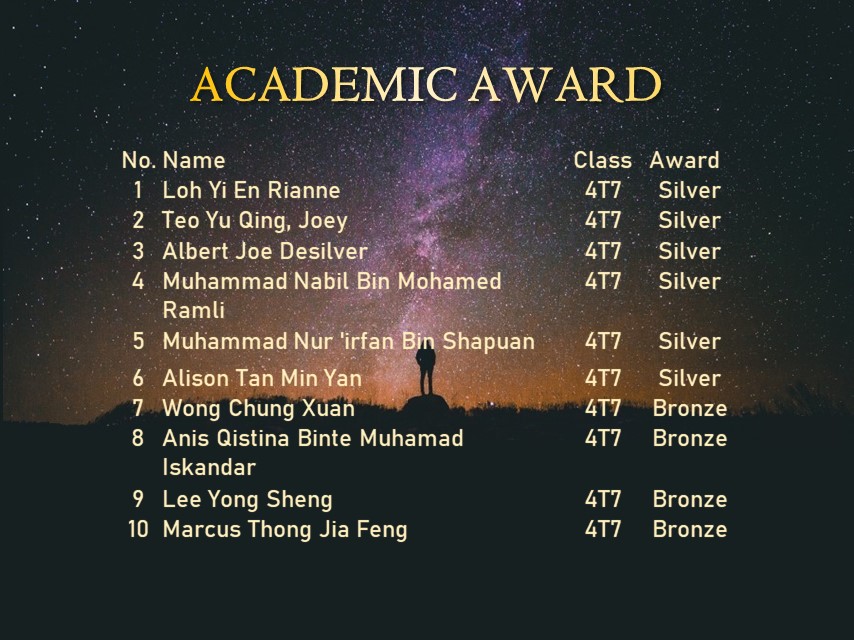 ACADEMIC AWARD
No. Name Class Award
1 Loh Yi En Rianne 4T7 Silver
2 Teo Yu Qing, Joey 4T7 Silver
3 Albert Joe Desilver 4T7 Silver
4 Muhammad Nabil Bin Mohamed 4T7 Silver
Ramli
5 Muhammad Nur 'irfan Bin Shapuan 4T7 Silver
6 Alison Tan Min Yan 4T7 Silver
7 Wong Chung Xuan 4T7 Bronze
8 Anis Qistina Binte Muhamad 4T7 Bronze
Iskandar
9 Lee Yong Sheng 4T7 Bronze
10 Marcus Thong Jia Feng 4T7 Bronze